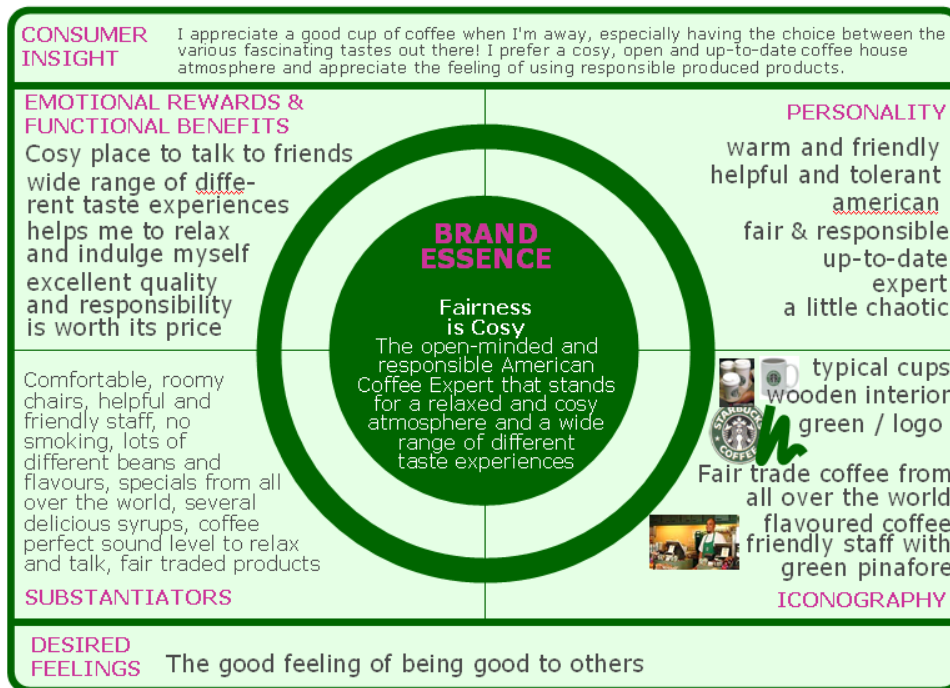 CONSUMER
INSIGHT
I appreciate a good cup of coffee when I'm away, especially having the choice between the
various fascinating tastes out there! I prefer a cosy, open and up-to-date coffee house
atmosphere and appreciate the feeling of using responsible produced products.
EMOTIONAL REWARDS &
FUNCTIONAL BENEFITS
Cosy place to talk to friends
wide range of diffe-
rent taste experiences
helps me to relax
and indulge myself
excellent quality
and responsibility
is worth its price
PERSONALITY
warm and friendly
helpful and tolerant
american
fair & responsible
up-to-date
expert
a little chaotic
BRAND
ESSENCE
Fairness
is Cosy
The open-minded and
responsible American
Coffee Expert that stands
for a relaxed and cosy
atmosphere and a wide
range of different
taste experiences
Comfortable, roomy
chairs, helpful and
friendly staff, no
smoking, lots of
different beans and
flavours, specials from all
over the world, several
delicious syrups, coffee
perfect sound level to relax
and talk, fair traded products
SUBSTANTIATORS
typical cups
wooden interior
green / logo
STARBUCKS
COFFEE
Fair trade coffee from
all over the world
flavoured coffee
friendly staff with
green pinafore
ICONOGRAPHY
DESIRED
FEELINGS
The good feeling of being good to others